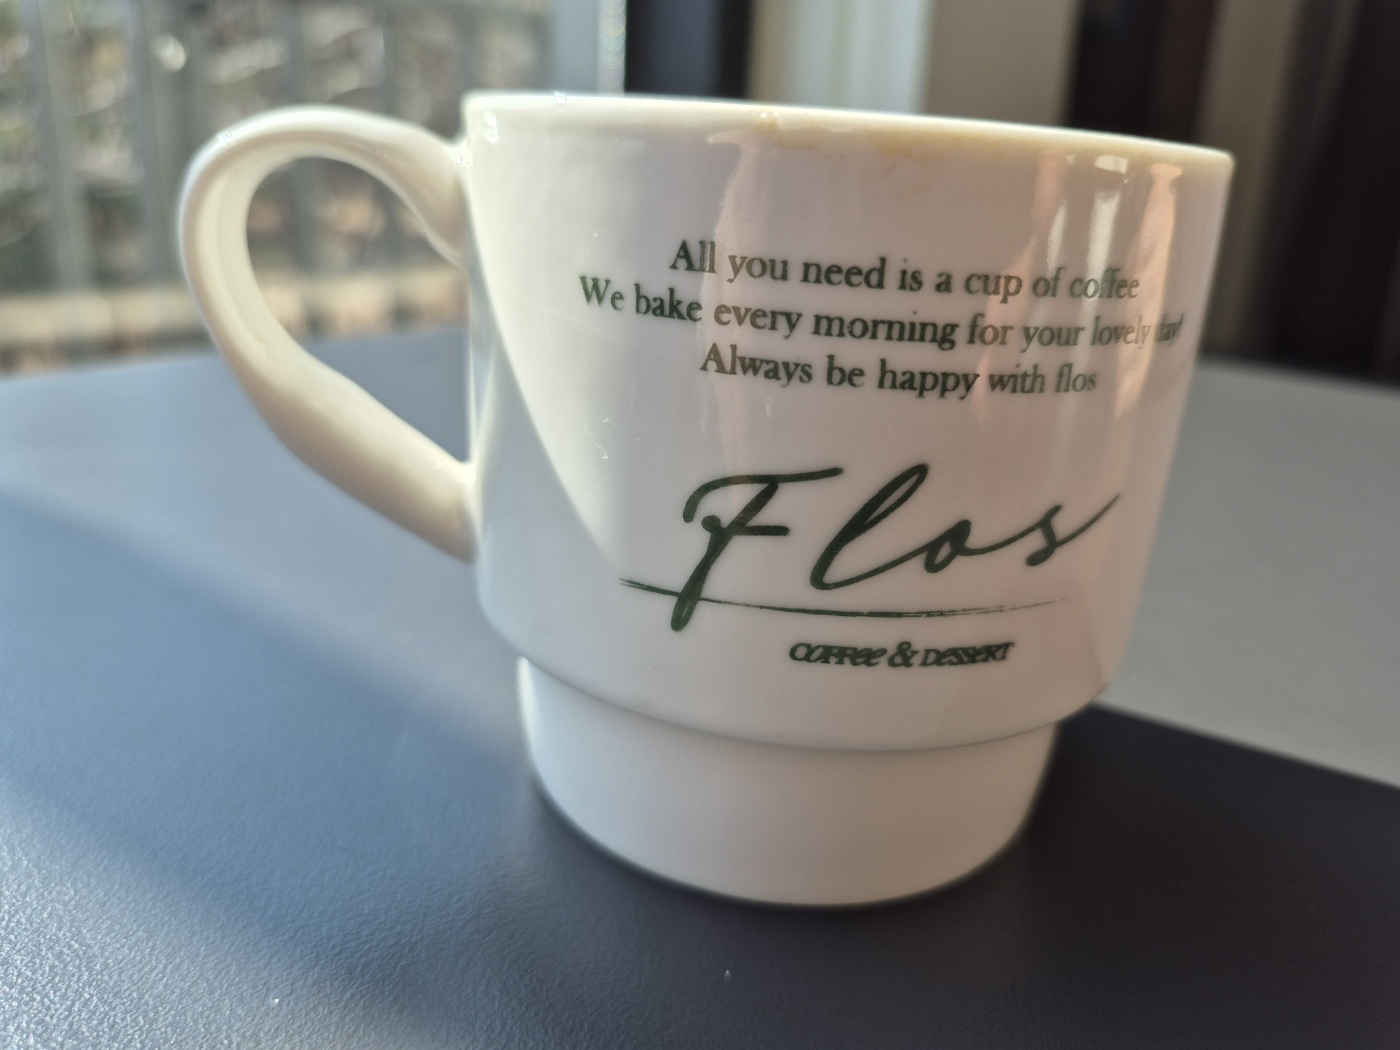 All you need is a cup of coffee
We bake every morning for your lovely day!
Always be happy with flos
Flos
COFFee & DESSERT